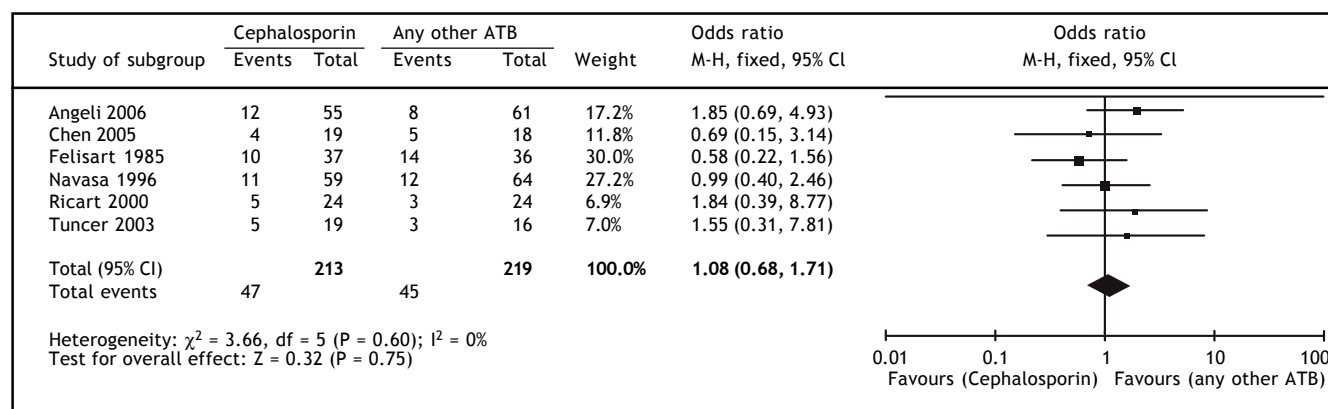 Cephalosporin Any other ATB Odds ratio Odds ratio
Study of subgroup Events Total Events Total Weight M-H, fixed, 95% CI M-H, fixed, 95% CI
Angeli 2006 12 55 8 61 17.2% 1.85 (0.69, 4.93)
Chen 2005 4 19 5 18 11.8% 0.69 (0.15, 3.14)
Felisart 1985 10 37 14 36 30.0% 0.58 (0.22, 1.56)
Navasa 1996 11 59 12 64 27.2% 0.99 (0.40, 2.46)
Ricart 2000 5 24 3 24 6.9% 1.84 (0.39, 8.77)
Tuncer 2003 5 19 3 16 7.0% 1.55 (0.31, 7.81)
Total (95% CI) 213 219 100.0% 1.08 (0.68, 1.71)
Total events 47 45
Heterogeneity: χ² = 3.66, df = 5 (P = 0.60); I² = 0%
Test for overall effect: Z = 0.32 (P = 0.75)
0.01 0.1 1 10 100
Favours (Cephalosporin) Favours (any other ATB)